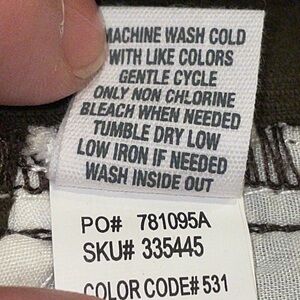 MACHINE WASH COLD
WITH LIKE COLORS
GENTLE CYCLE
ONLY NON CHLORINE
BLEACH WHEN NEEDED
TUMBLE DRY LOW
LOW IRON IF NEEDED
WASH INSIDE OUT
PO# 781095A
SKU# 335445
COLOR CODE# 531